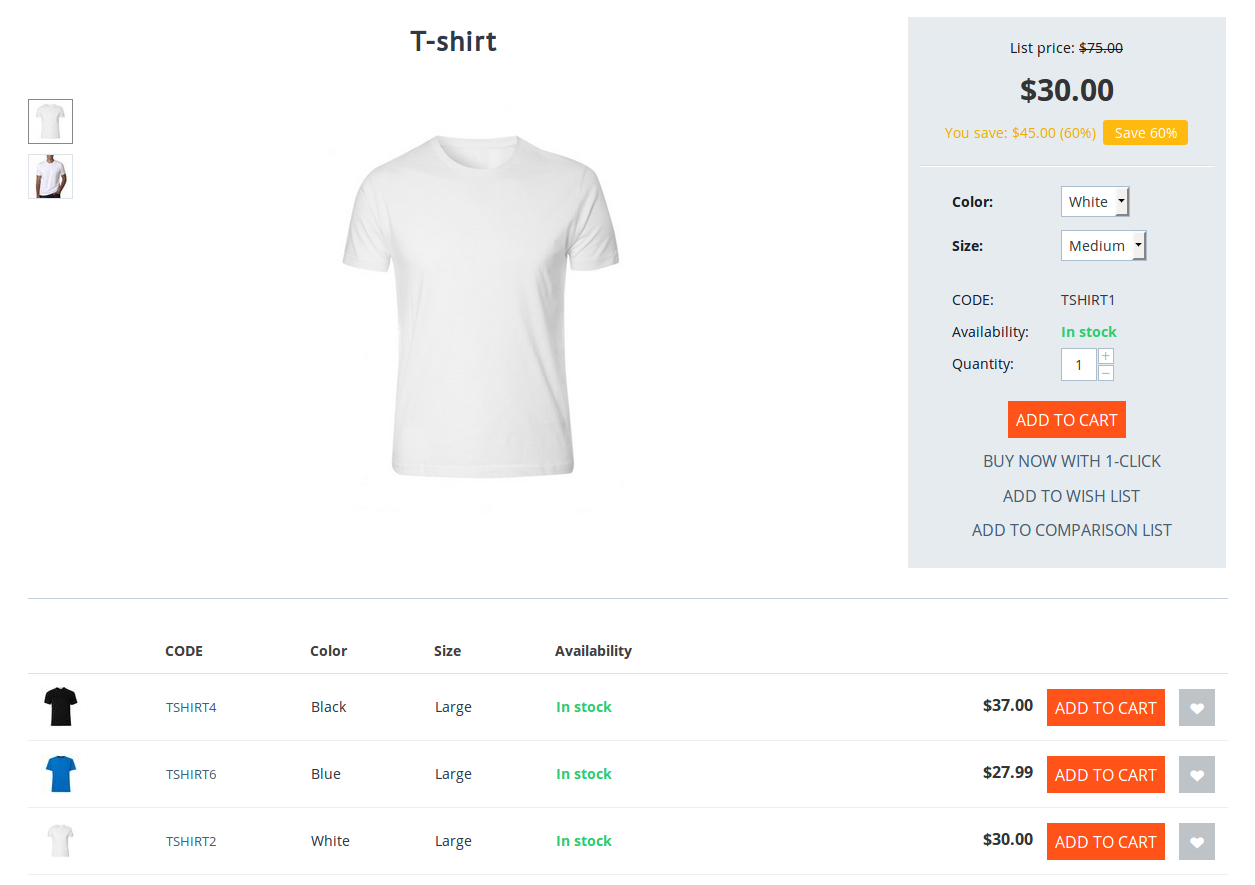 T-shirt
List price: $75.00
$30.00
You save: $45.00 (60%) Save 60%
Color: White
Size: Medium
CODE: TSHIRT1
Availability: In stock
Quantity: 1 + −
ADD TO CART
BUY NOW WITH 1-CLICK
ADD TO WISH LIST
ADD TO COMPARISON LIST
CODE Color Size Availability
TSHIRT4 Black Large In stock $37.00 ADD TO CART
TSHIRT6 Blue Large In stock $27.99 ADD TO CART
TSHIRT2 White Large In stock $30.00 ADD TO CART